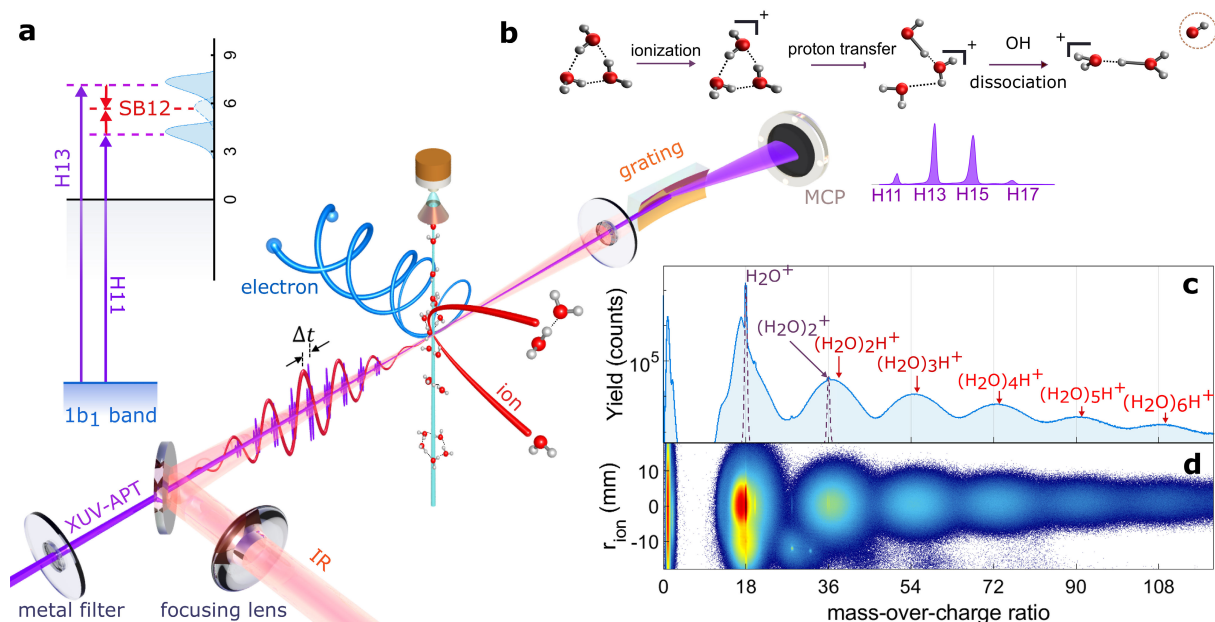 a
9
6
3
0
SB12
H13
H11
1b1 band
electron
Δt
ion
XUV-APT
IR
metal filter
focusing lens
grating
MCP
b
ionization
proton transfer
OH
dissociation
+
+
+
H11
H13
H15
H17
c
Yield (counts)
10^5
H2O+
(H2O)2+
(H2O)2H+
(H2O)3H+
(H2O)4H+
(H2O)5H+
(H2O)6H+
d
r_ion (mm)
10
0
-10
0
18
36
54
72
90
108
mass-over-charge ratio